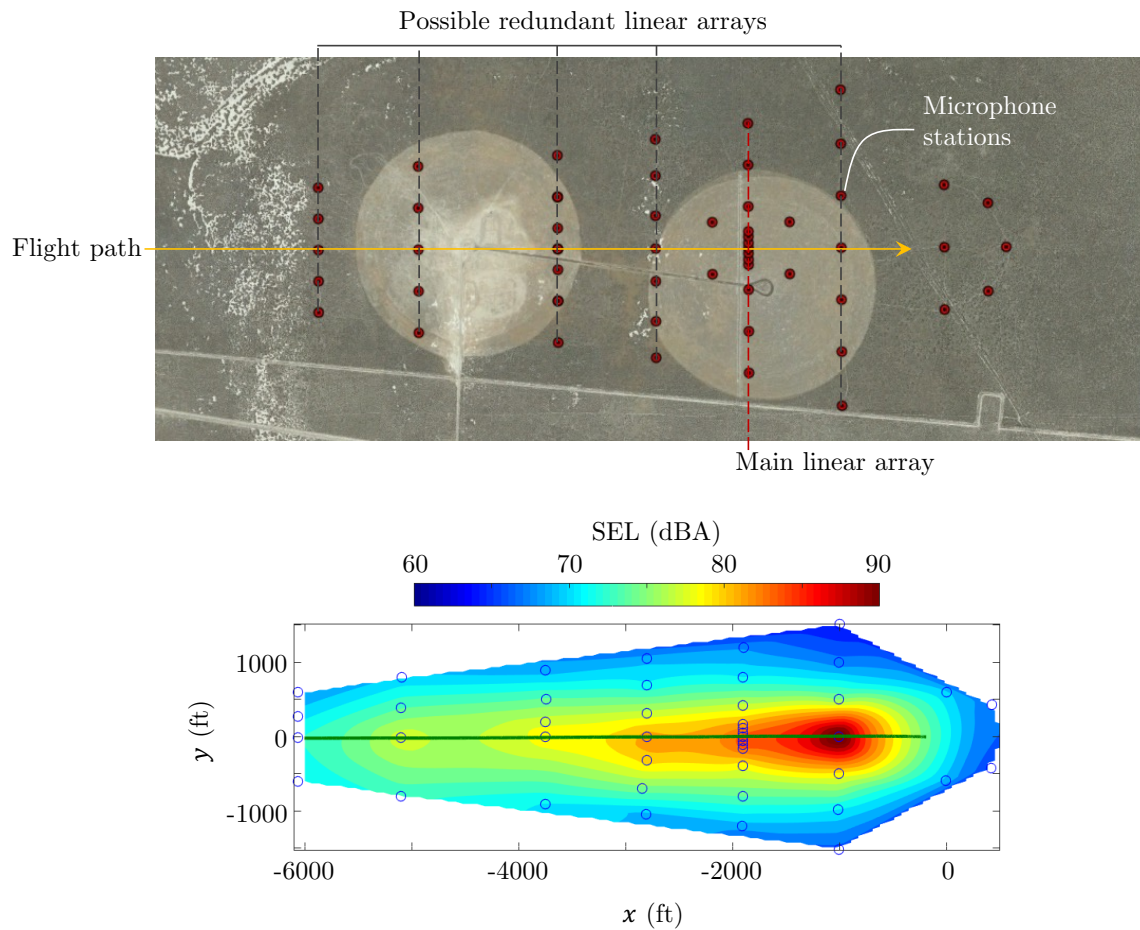 Possible redundant linear arrays
Microphone
stations
Flight path
Main linear array
SEL (dBA)
60 70 80 90
1000
0
-1000
y (ft)
-6000 -4000 -2000 0
x (ft)